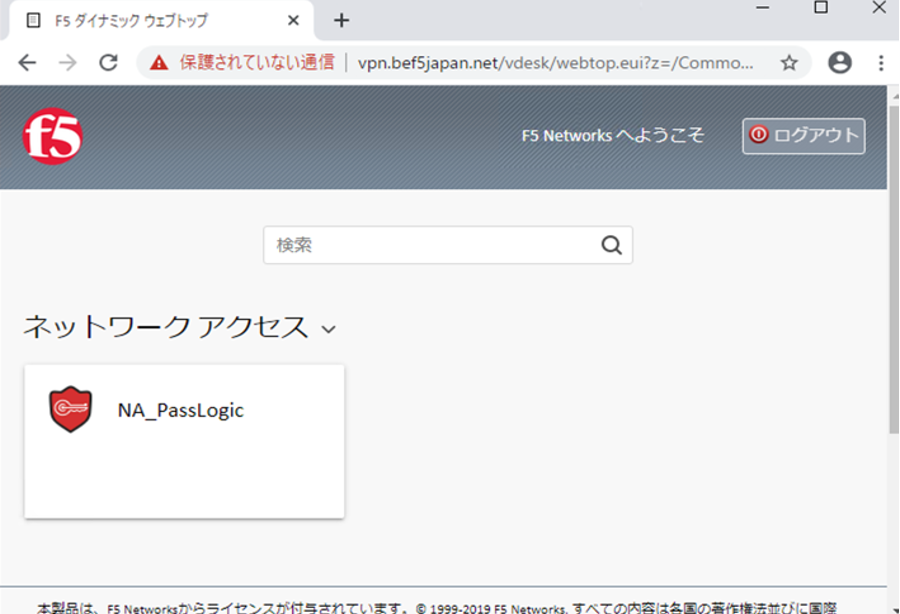 F5 ダイナミック ウェブトップ
保護されていない通信 | vpn.bef5japan.net/vdesk/webtop.eui?z=/Commo...
f5
F5 Networks へようこそ
ログアウト
検索
ネットワーク アクセス
NA_PassLogic
本製品は、F5 Networksからライセンスが付与されています。© 1999-2019 F5 Networks. すべての内容は各国の著作権法並びに国際